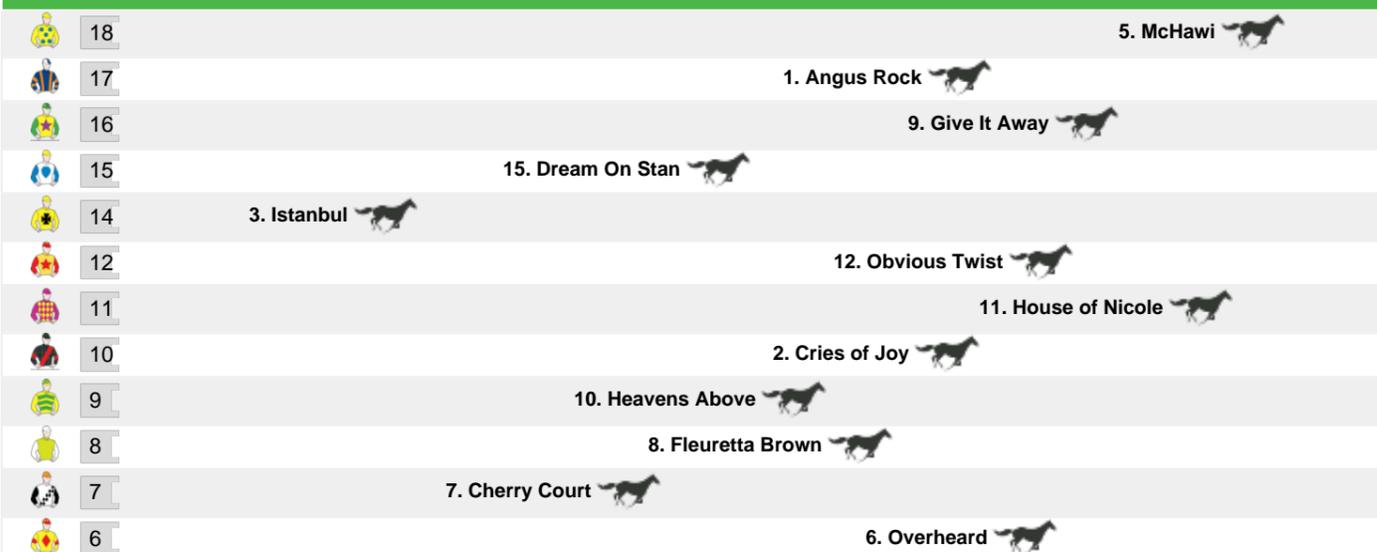 18 5. McHawi
17 1. Angus Rock
16 9. Give It Away
15 15. Dream On Stan
14 3. Istanbul
12 12. Obvious Twist
11 11. House of Nicole
10 2. Cries of Joy
9 10. Heavens Above
8 8. Fleuretta Brown
7 7. Cherry Court
6 6. Overheard